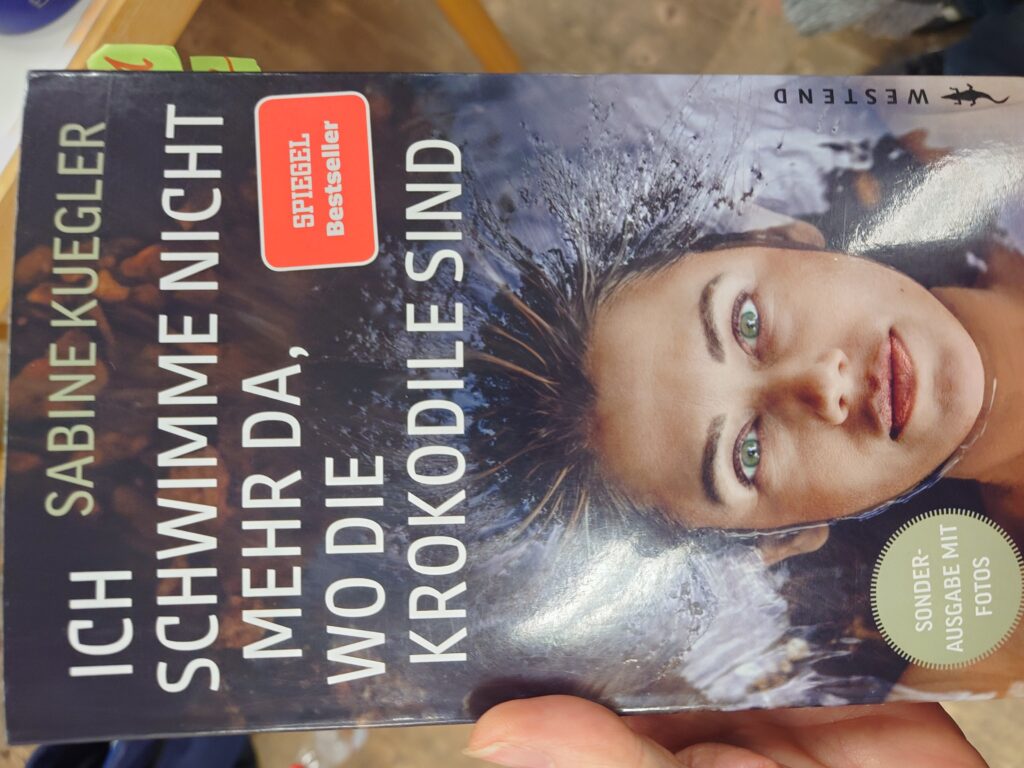 SABINE KUEGLER
ICH
SCHWIMME NICHT
MEHR DA,
WO DIE
KROKODILE SIND
SPIEGEL
Bestseller
SONDER-
AUSGABE MIT
FOTOS
WESTEND